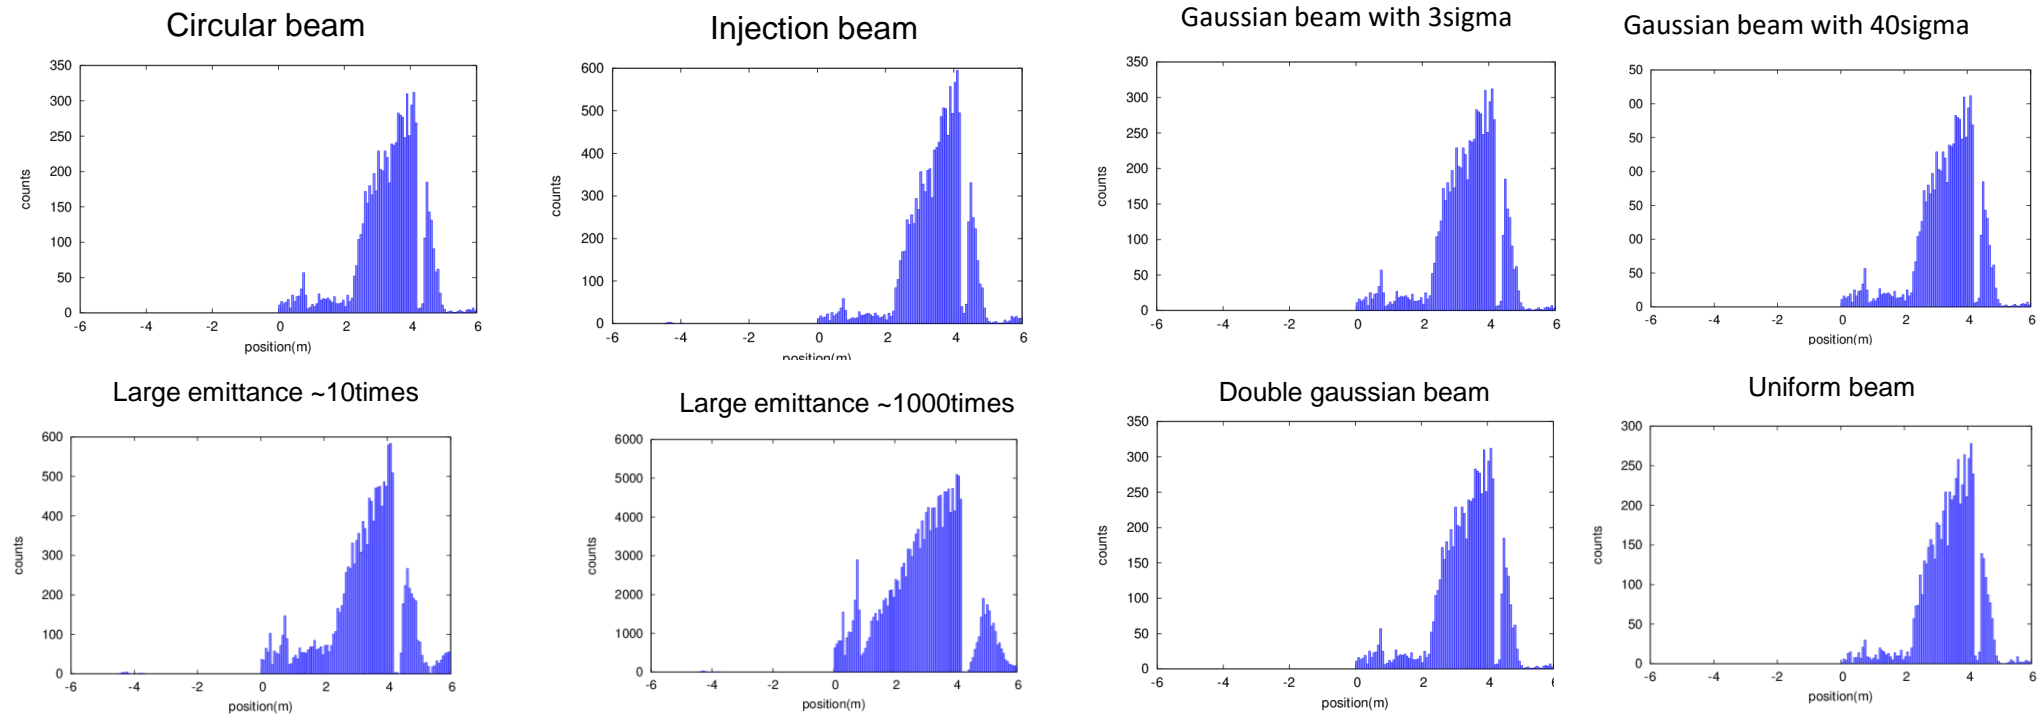 Circular beam
350
300
250
200
150
100
50
0
counts
-6 -4 -2 0 2 4 6
position(m)
Injection beam
600
500
400
300
200
100
0
counts
-6 -4 -2 0 2 4 6
position(m)
Gaussian beam with 3sigma
350
300
250
200
150
100
50
0
counts
-6 -4 -2 0 2 4 6
position(m)
Gaussian beam with 40sigma
50
00
50
00
50
00
50
0
-6 -4 -2 0 2 4 6
position(m)
Large emittance ~10times
600
500
400
300
200
100
0
counts
-6 -4 -2 0 2 4 6
position(m)
Large emittance ~1000times
6000
5000
4000
3000
2000
1000
0
counts
-6 -4 -2 0 2 4 6
position(m)
Double gaussian beam
350
300
250
200
150
100
50
0
counts
-6 -4 -2 0 2 4
position(m)
Uniform beam
300
250
200
150
100
50
0
counts
-6 -4 -2 0 2 4 6
position(m)